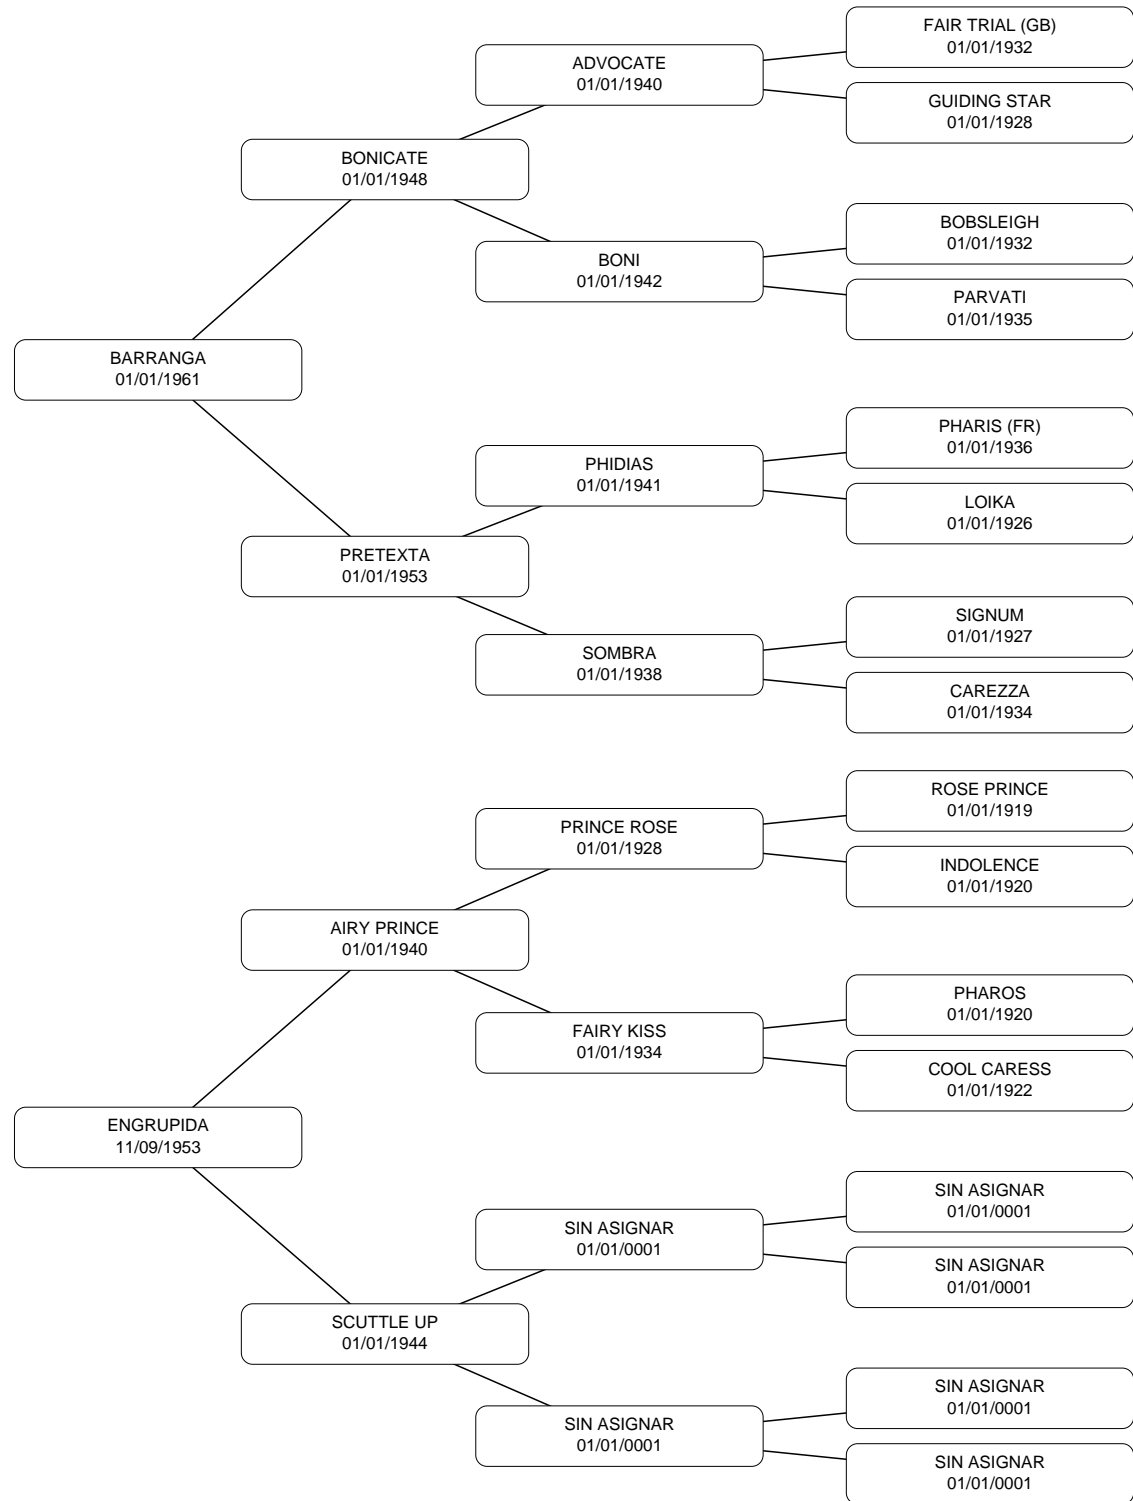 FAIR TRIAL (GB)
01/01/1932
ADVOCATE
01/01/1940
GUIDING STAR
01/01/1928
BONICATE
01/01/1948
BOBSLEIGH
01/01/1932
BONI
01/01/1942
PARVATI
01/01/1935
BARRANGA
01/01/1961
PHARIS (FR)
01/01/1936
PHIDIAS
01/01/1941
LOIKA
01/01/1926
PRETEXTA
01/01/1953
SIGNUM
01/01/1927
SOMBRA
01/01/1938
CAREZZA
01/01/1934
ROSE PRINCE
01/01/1919
PRINCE ROSE
01/01/1928
INDOLENCE
01/01/1920
AIRY PRINCE
01/01/1940
PHAROS
01/01/1920
FAIRY KISS
01/01/1934
COOL CARESS
01/01/1922
ENGRUPIDA
11/09/1953
SIN ASIGNAR
01/01/0001
SIN ASIGNAR
01/01/0001
SIN ASIGNAR
01/01/0001
SCUTTLE UP
01/01/1944
SIN ASIGNAR
01/01/0001
SIN ASIGNAR
01/01/0001
SIN ASIGNAR
01/01/0001